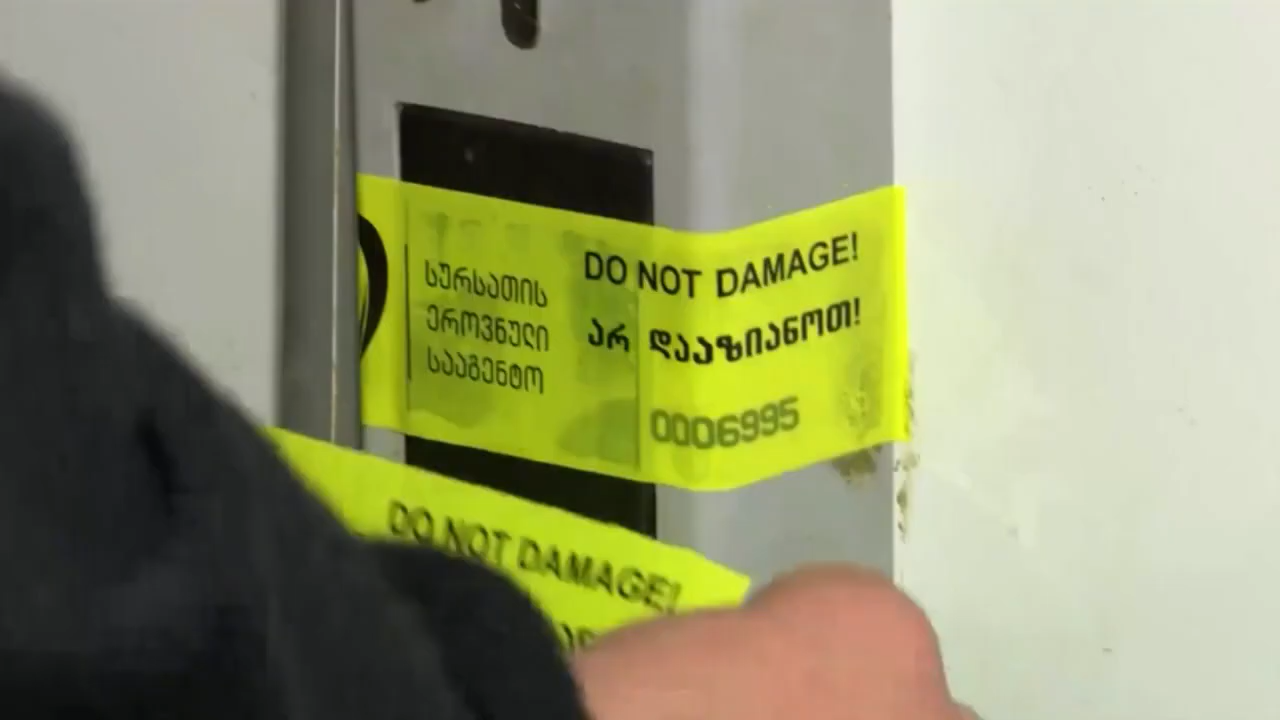 სურსათის
ეროვნული
სააგენტო
DO NOT DAMAGE!
არ დააზიანოთ!
0006995
DO NOT DAMAGE!